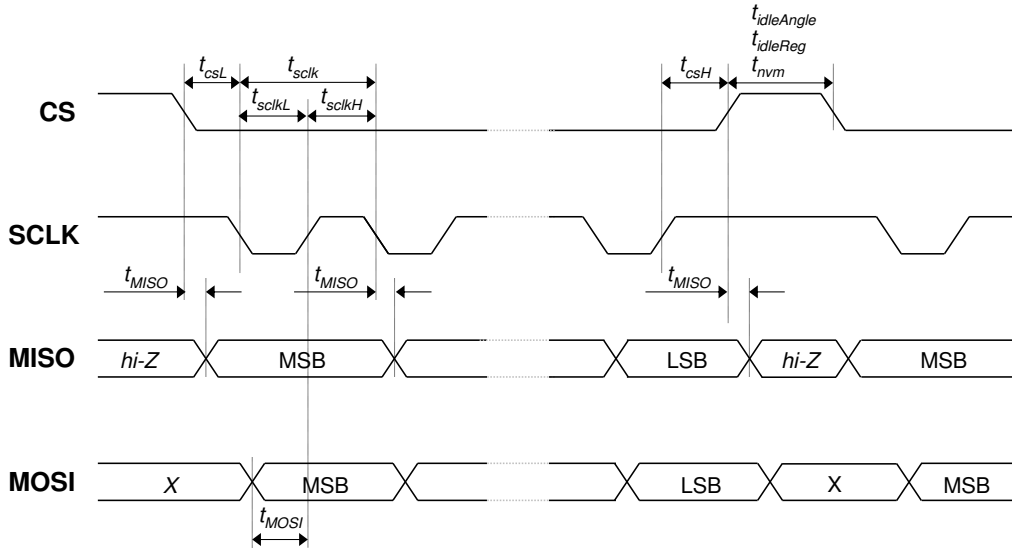 t_idleAngle
t_idleReg
t_csL t_sclk t_csH t_nvm
t_sclkL t_sclkH
CS
SCLK
t_MISO t_MISO t_MISO
MISO hi-Z MSB LSB hi-Z MSB
MOSI X MSB LSB X MSB
t_MOSI